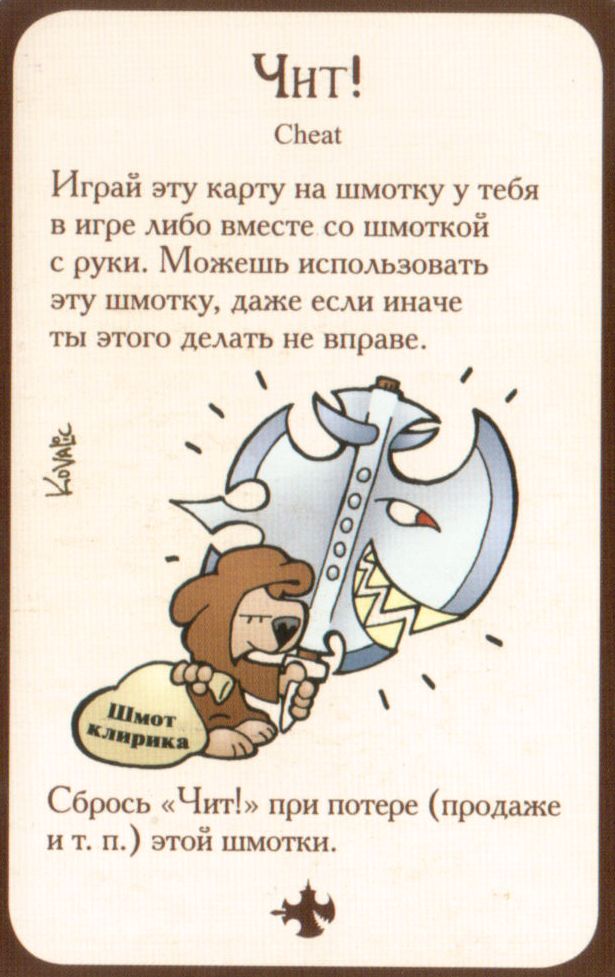 Чит!
Cheat
Играй эту карту на шмотку у тебя
в игре либо вместе со шмоткой
с руки. Можешь использовать
эту шмотку, даже если иначе
ты этого делать не вправе.
KOVALIC
Шмот
клирика
Сбрось «Чит!» при потере (продаже
и т. п.) этой шмотки.